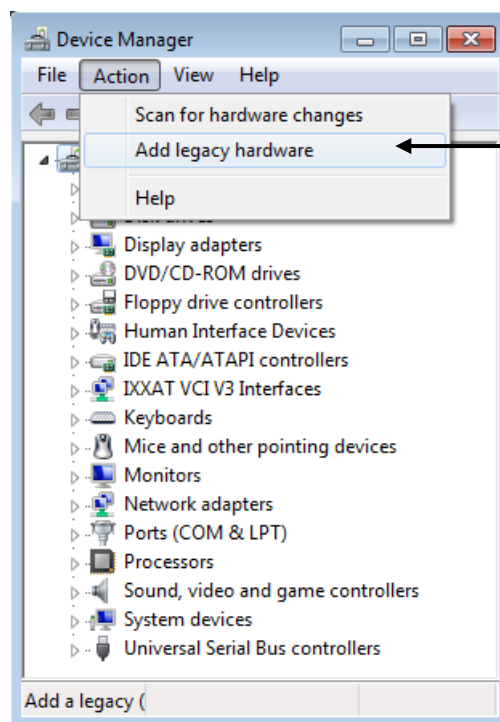 Device Manager
File Action View Help
Scan for hardware changes
Add legacy hardware
Help
Disk drives
Display adapters
DVD/CD-ROM drives
Floppy drive controllers
Human Interface Devices
IDE ATA/ATAPI controllers
IXXAT VCI V3 Interfaces
Keyboards
Mice and other pointing devices
Monitors
Network adapters
Ports (COM & LPT)
Processors
Sound, video and game controllers
System devices
Universal Serial Bus controllers
Add a legacy (